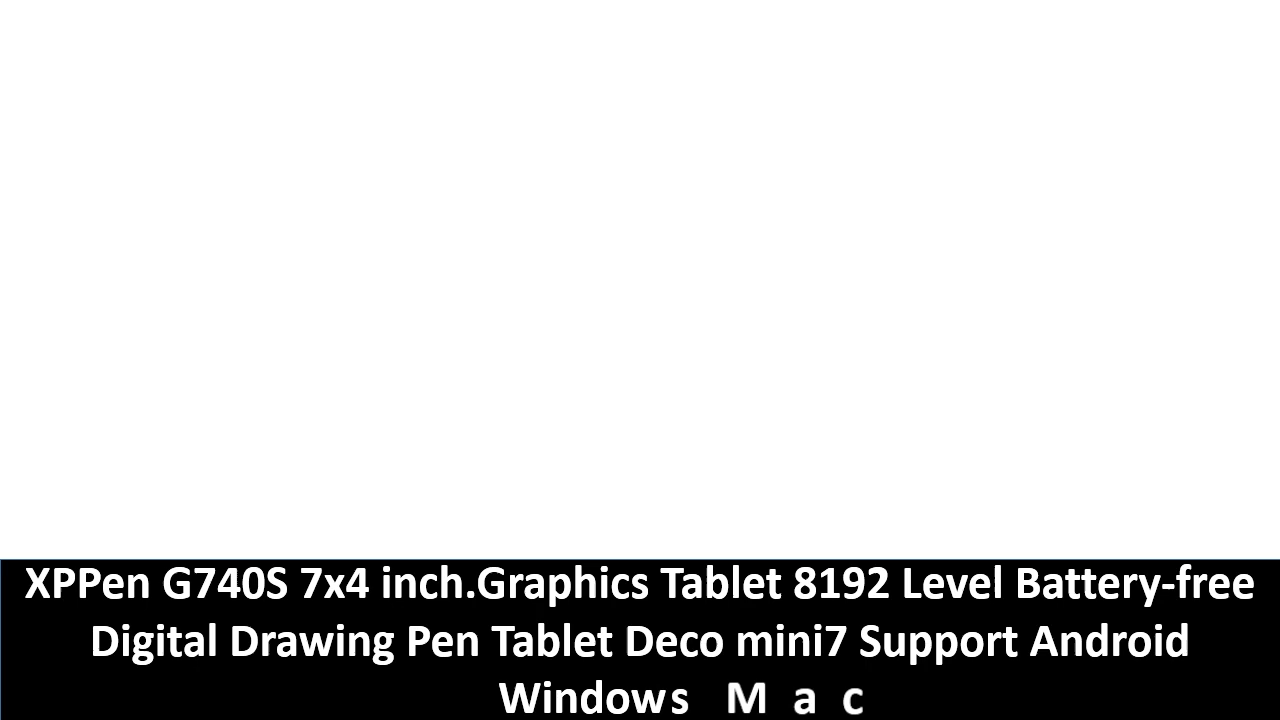 XPPen G740S 7x4 inch.Graphics Tablet 8192 Level Battery-free
Digital Drawing Pen Tablet Deco mini7 Support Android
Windows Mac